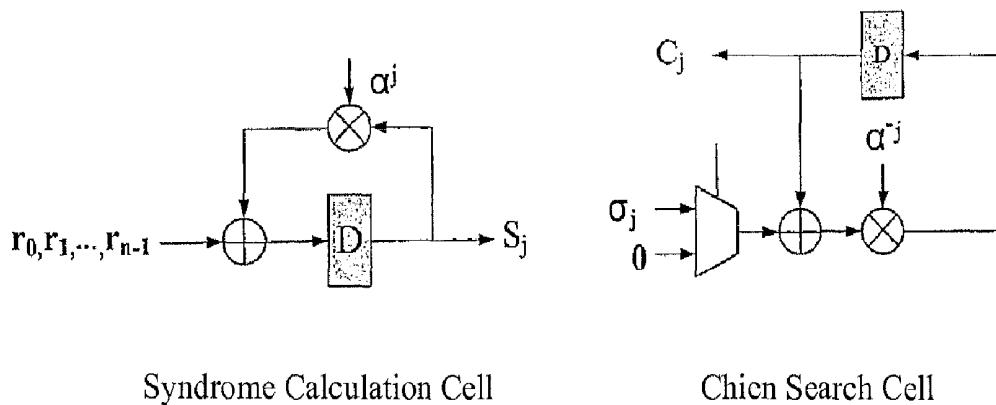 C_j
D
α^j
α^-j
σ_j
0
r_0,r_1,...,r_n-1
D
S_j
Syndrome Calculation Cell
Chien Search Cell